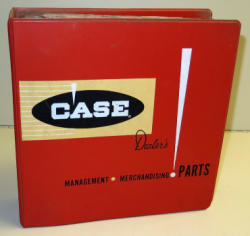 CASE
Dealer's
MANAGEMENT • MERCHANDISING PARTS